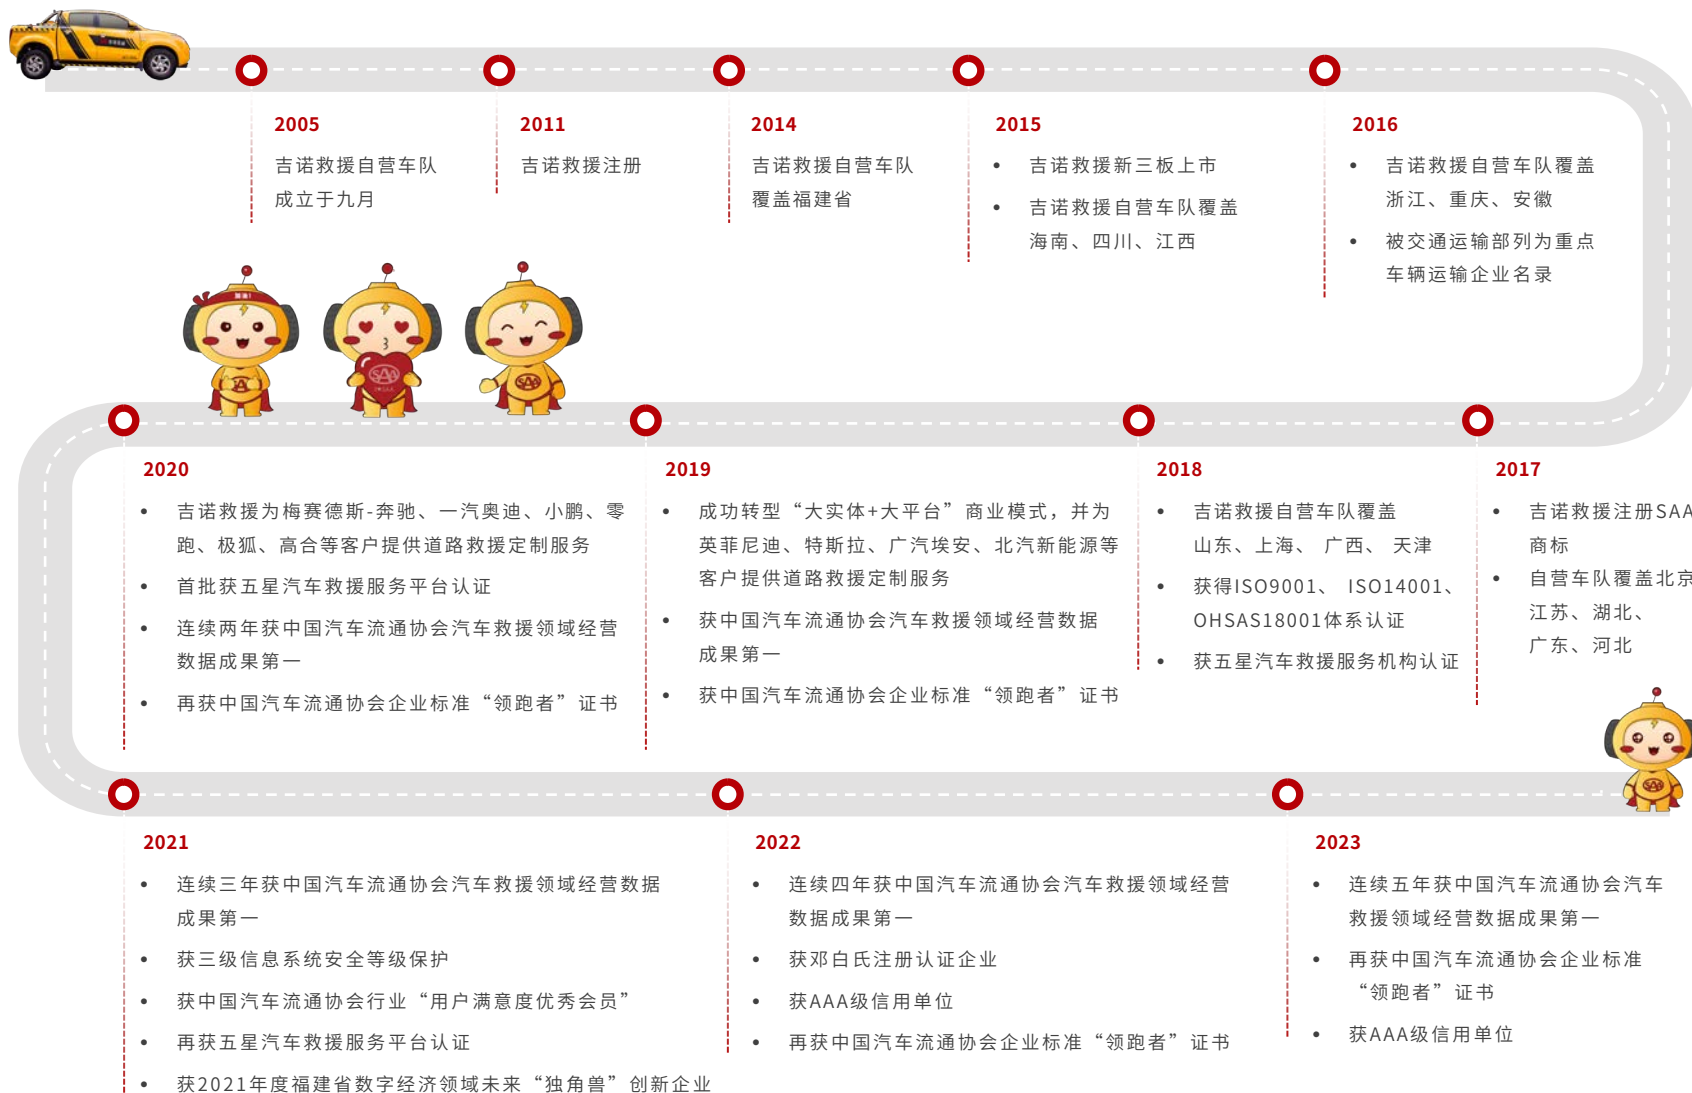 2005
吉诺救援自营车队
成立于九月
2011
吉诺救援注册
2014
吉诺救援自营车队
覆盖福建省
2015
• 吉诺救援新三板上市
• 吉诺救援自营车队覆盖
海南、四川、江西
2016
• 吉诺救援自营车队覆盖
浙江、重庆、安徽
• 被交通运输部列为重点
车辆运输企业名录
SAA
SAA
SAA
2020
• 吉诺救援为梅赛德斯-奔驰、一汽奥迪、小鹏、零
跑、极狐、高合等客户提供道路救援定制服务
• 首批获五星汽车救援服务平台认证
• 连续两年获中国汽车流通协会汽车救援领域经营
数据成果第一
• 再获中国汽车流通协会企业标准“领跑者”证书
2019
• 成功转型“大实体+大平台”商业模式，并为
英菲尼迪、特斯拉、广汽埃安、北汽新能源等
客户提供道路救援定制服务
• 获中国汽车流通协会汽车救援领域经营数据
成果第一
• 获中国汽车流通协会企业标准“领跑者”证书
2018
• 吉诺救援自营车队覆盖
山东、上海、 广西、 天津
• 获得ISO9001、 ISO14001、
OHSAS18001体系认证
• 获五星汽车救援服务机构认证
2017
• 吉诺救援注册SAA
商标
• 自营车队覆盖北京
江苏、湖北、
广东、河北
SAA
2021
• 连续三年获中国汽车流通协会汽车救援领域经营数据
成果第一
• 获三级信息系统安全等级保护
• 获中国汽车流通协会行业“用户满意度优秀会员”
• 再获五星汽车救援服务平台认证
• 获2021年度福建省数字经济领域未来“独角兽”创新企业
2022
• 连续四年获中国汽车流通协会汽车救援领域经营
数据成果第一
• 获邓白氏注册认证企业
• 获AAA级信用单位
• 再获中国汽车流通协会企业标准“领跑者”证书
2023
• 连续五年获中国汽车流通协会汽车
救援领域经营数据成果第一
• 再获中国汽车流通协会企业标准
“领跑者”证书
• 获AAA级信用单位